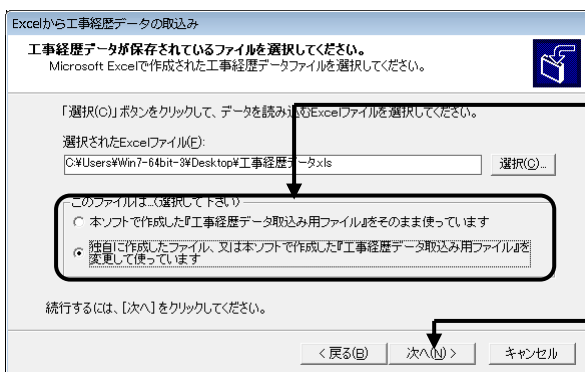 Excelから工事経歴データの取込み
工事経歴データが保存されているファイルを選択してください。
Microsoft Excelで作成された工事経歴データファイルを選択してください。
「選択(C)」ボタンをクリックして、データを読み込むExcelファイルを選択してください。
選択されたExcelファイル(F):
C:¥Users¥Win7-64bit-3¥Desktop¥工事経歴データ.xls
選択(C)...
このファイルは...(選択して下さい)
本ソフトで作成した『工事経歴データ取込み用ファイル』をそのまま使っています
独自に作成したファイル、又は本ソフトで作成した『工事経歴データ取込み用ファイル』を
変更して使っています
続行するには、[次へ] をクリックしてください。
< 戻る(B)
次へ(N) >
キャンセル